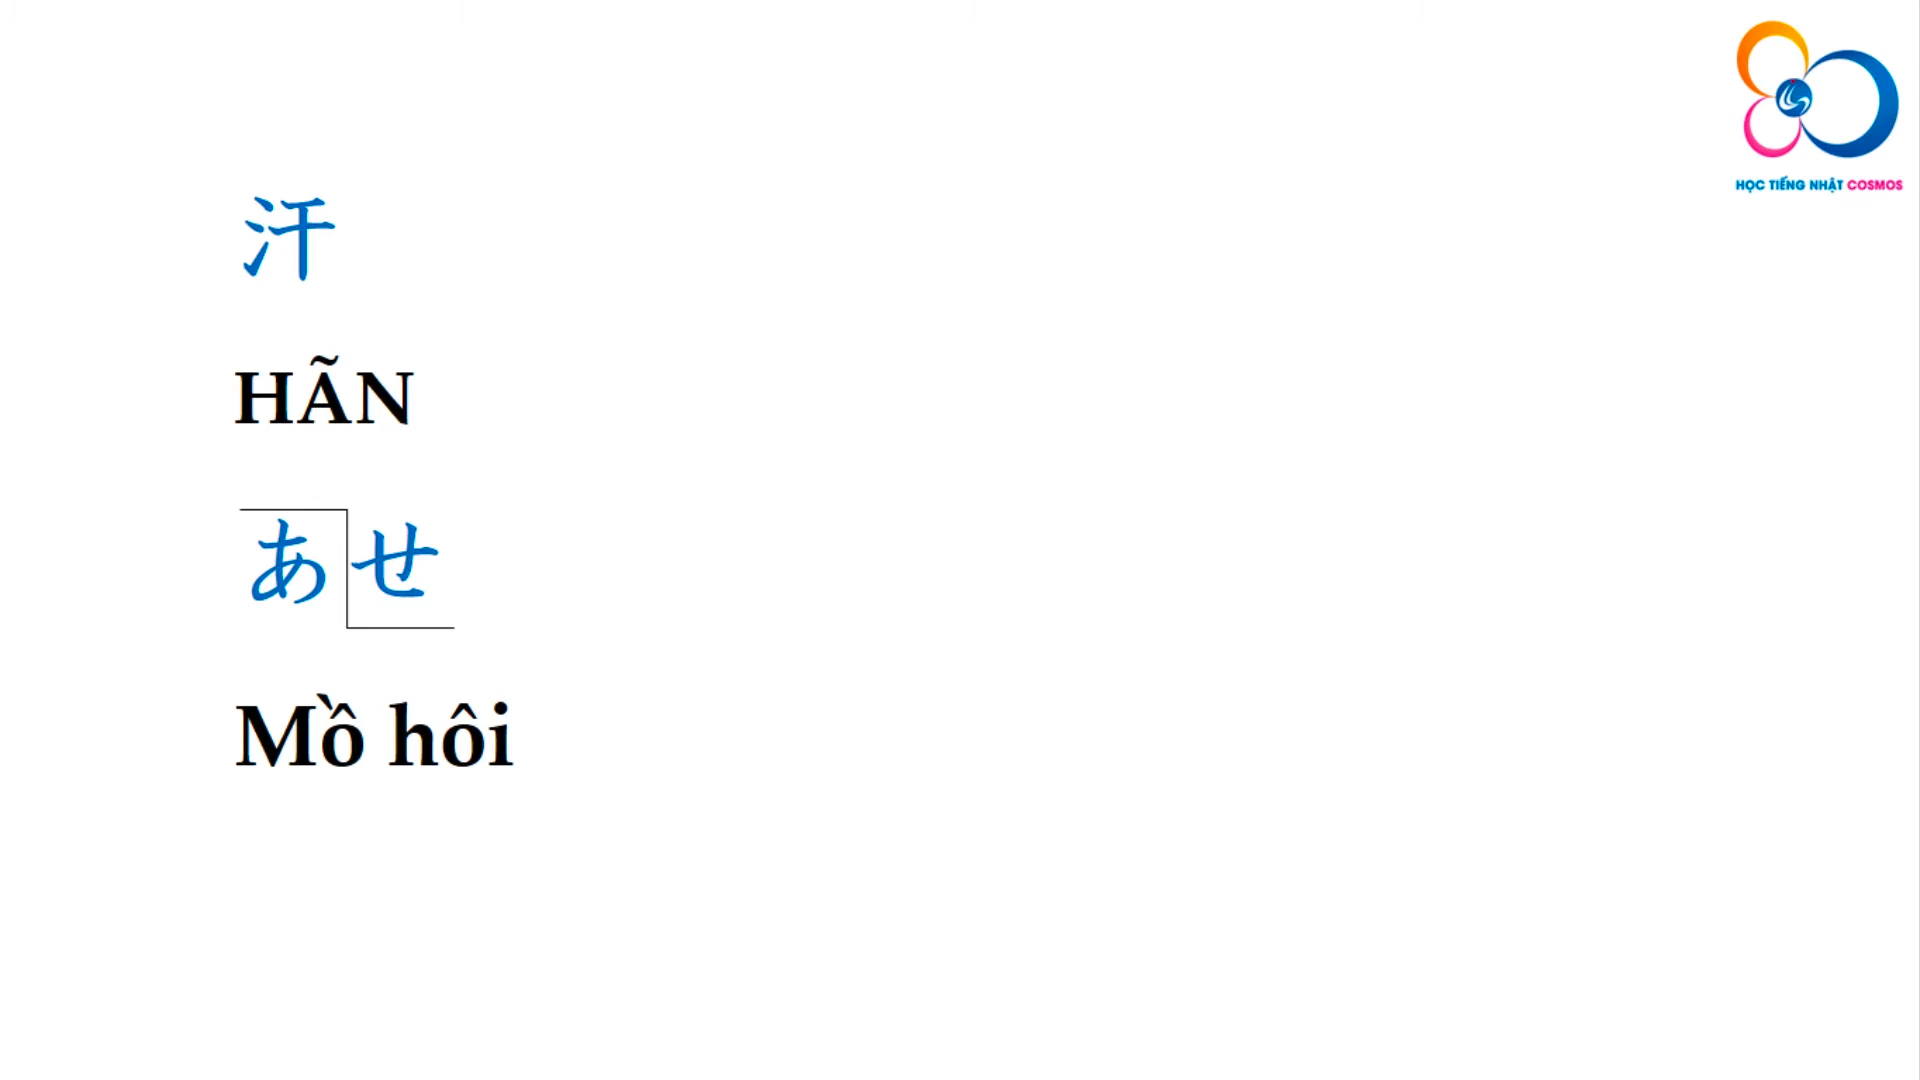 HỌC TIẾNG NHẬT COSMOS
汗
HÃN
あせ
Mồ hôi